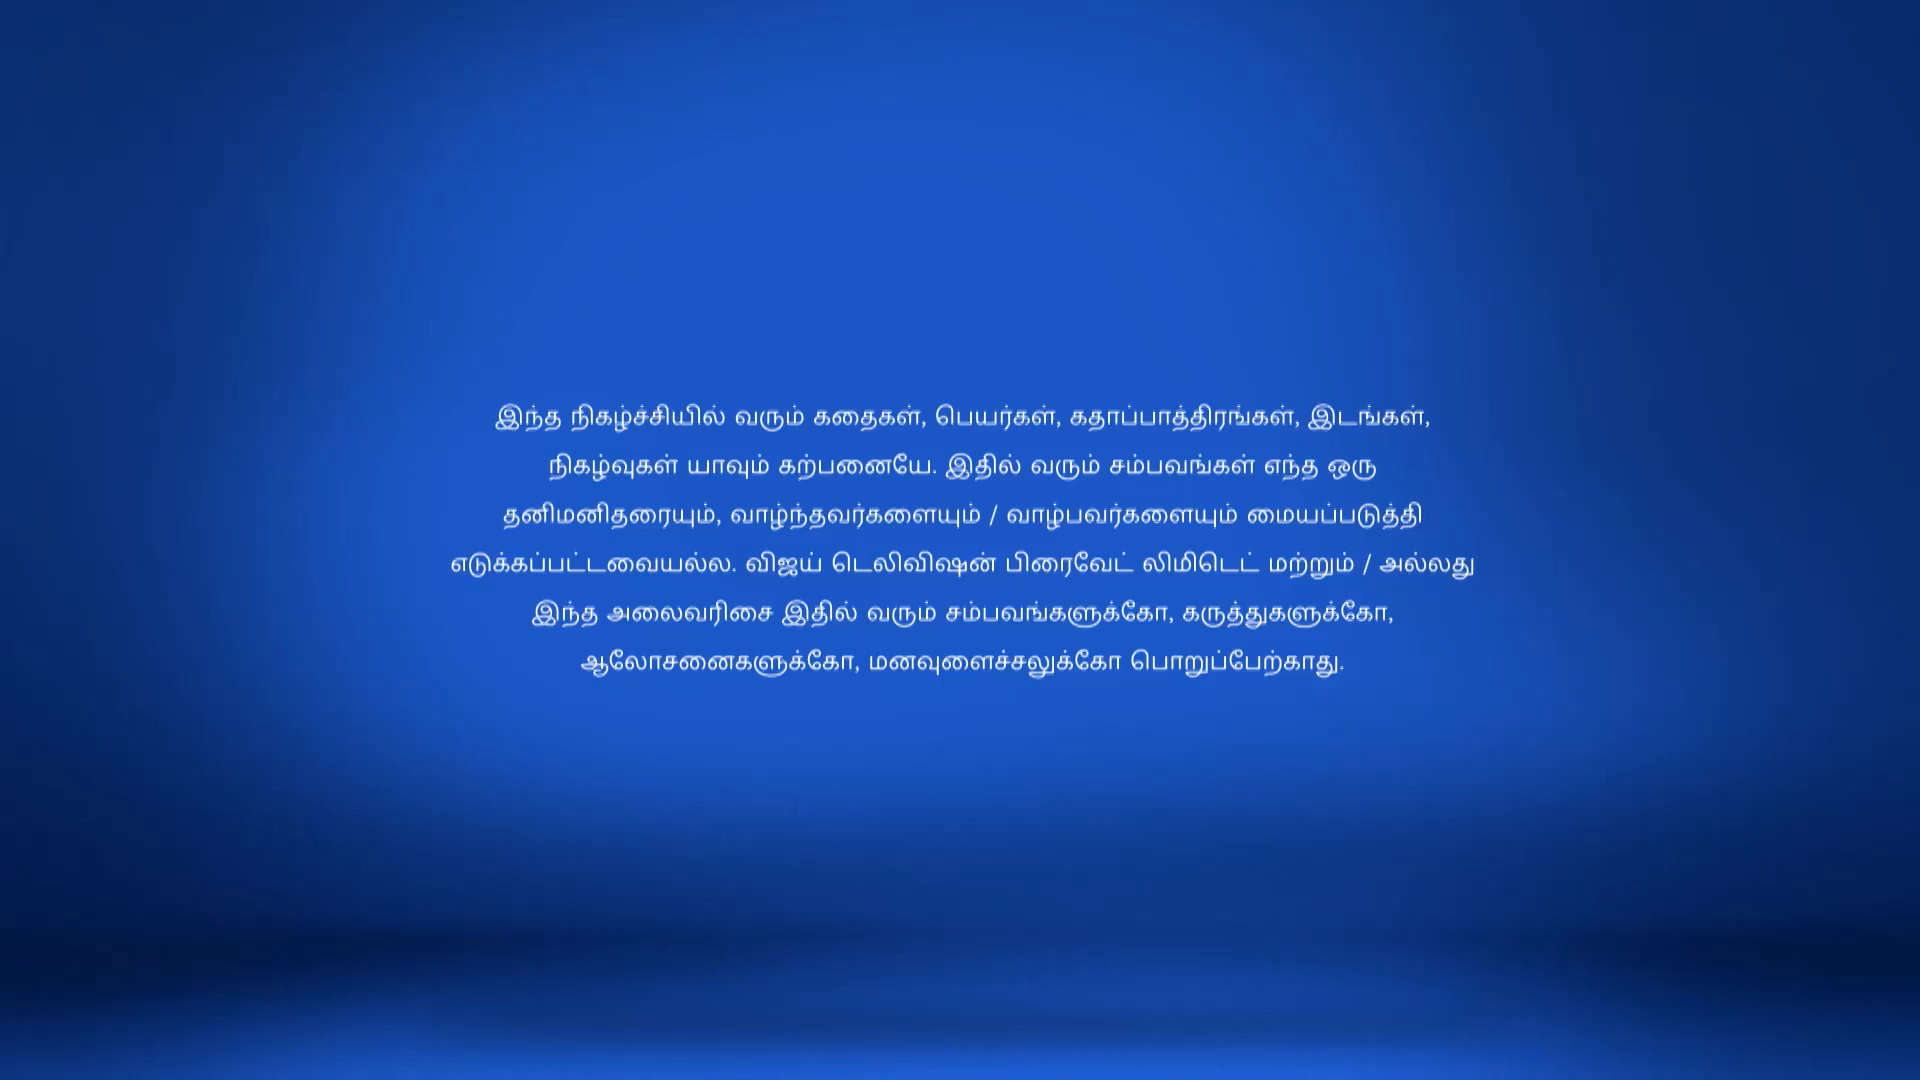 இந்த நிகழ்ச்சியில் வரும் கதைகள், பெயர்கள், கதாப்பாத்திரங்கள், இடங்கள்,
நிகழ்வுகள் யாவும் கற்பனையே. இதில் வரும் சம்பவங்கள் எந்த ஒரு
தனிமனிதரையும், வாழ்ந்தவர்களையும் / வாழ்பவர்களையும் மையப்படுத்தி
எடுக்கப்பட்டவையல்ல. விஜய் டெலிவிஷன் பிரைவேட் லிமிடெட் மற்றும் / அல்லது
இந்த அலைவரிசை இதில் வரும் சம்பவங்களுக்கோ, கருத்துகளுக்கோ,
ஆலோசனைகளுக்கோ, மனவுளைச்சலுக்கோ பொறுப்பேற்காது.